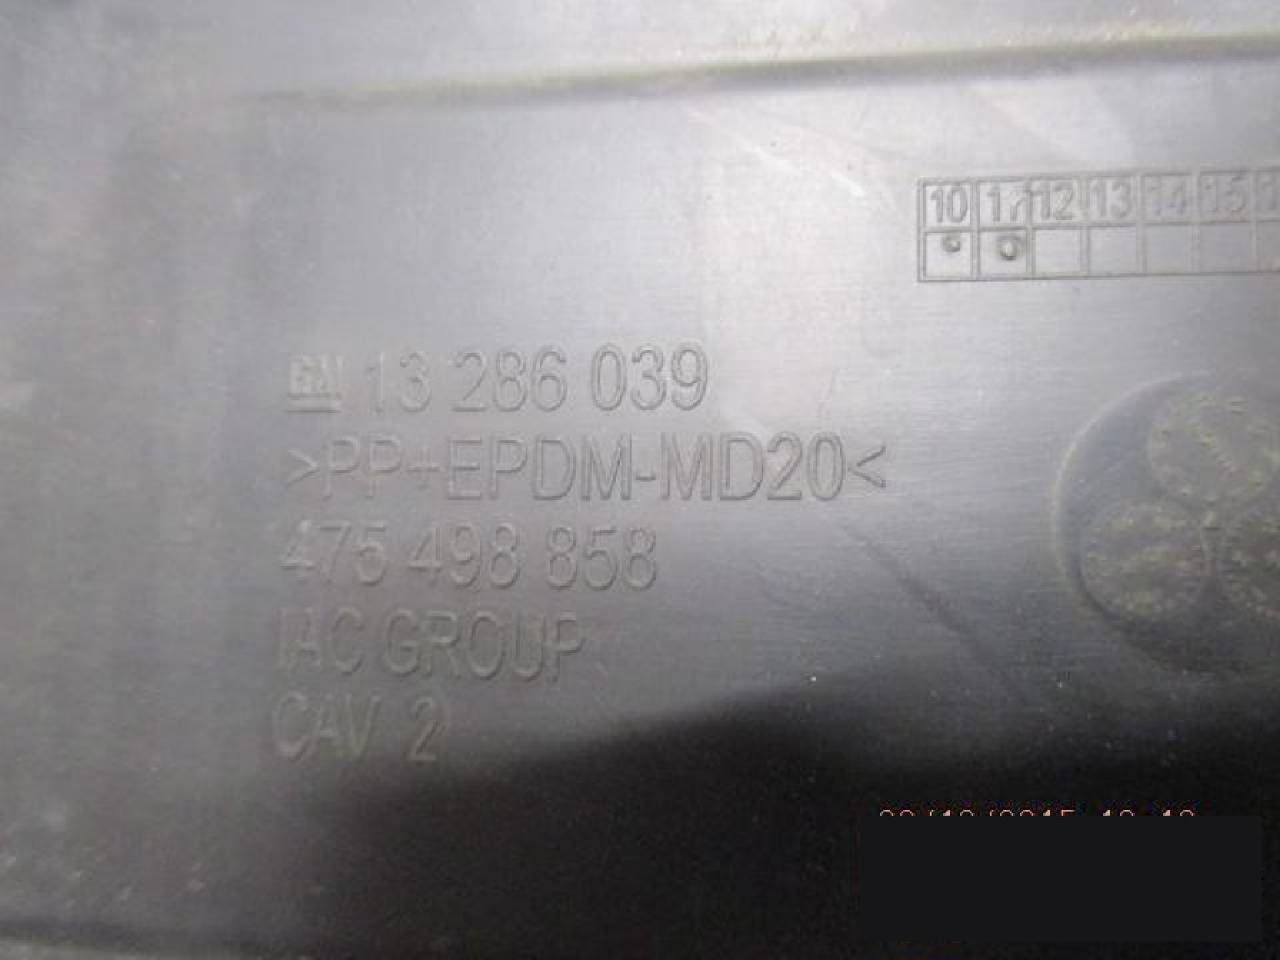 10 11 12 13 14 15
GM 13 286 039
>PP+EPDM-MD20<
475 498 858
IAC GROUP
CAV 2